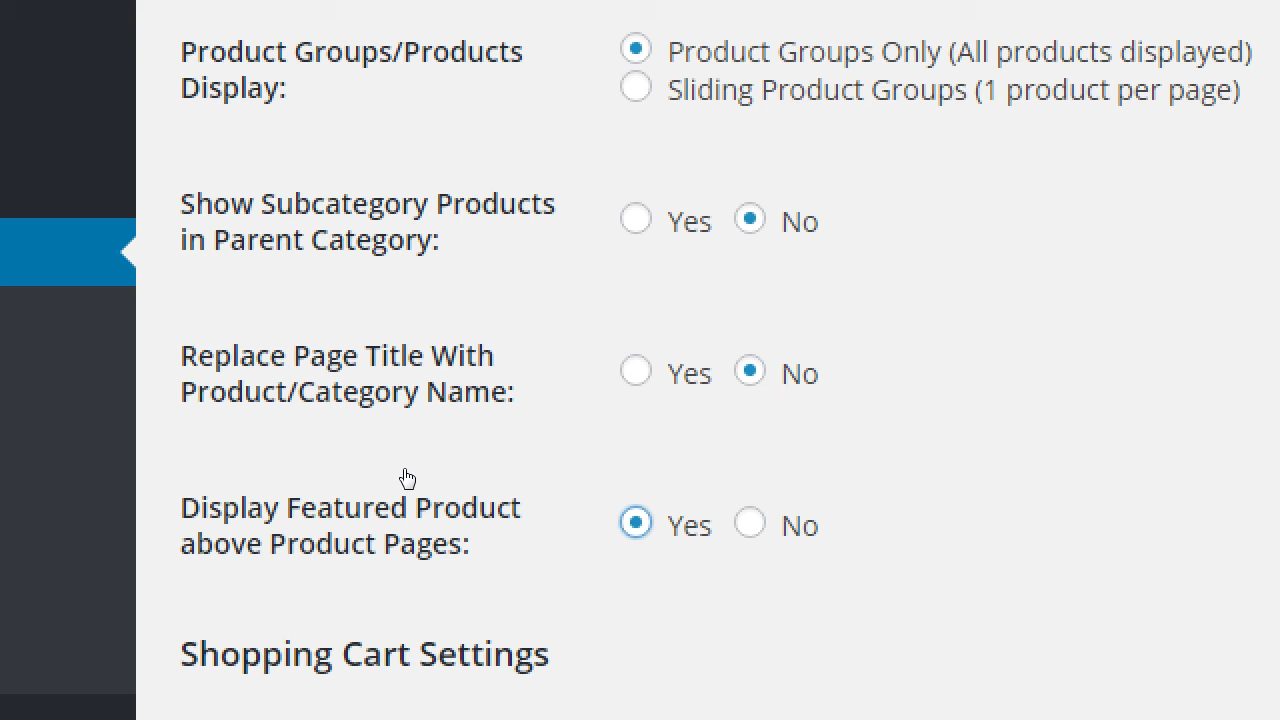 Product Groups/Products
Display:
Product Groups Only (All products displayed)
Sliding Product Groups (1 product per page)
Show Subcategory Products
in Parent Category:
Yes No
Replace Page Title With
Product/Category Name:
Yes No
Display Featured Product
above Product Pages:
Yes No
Shopping Cart Settings